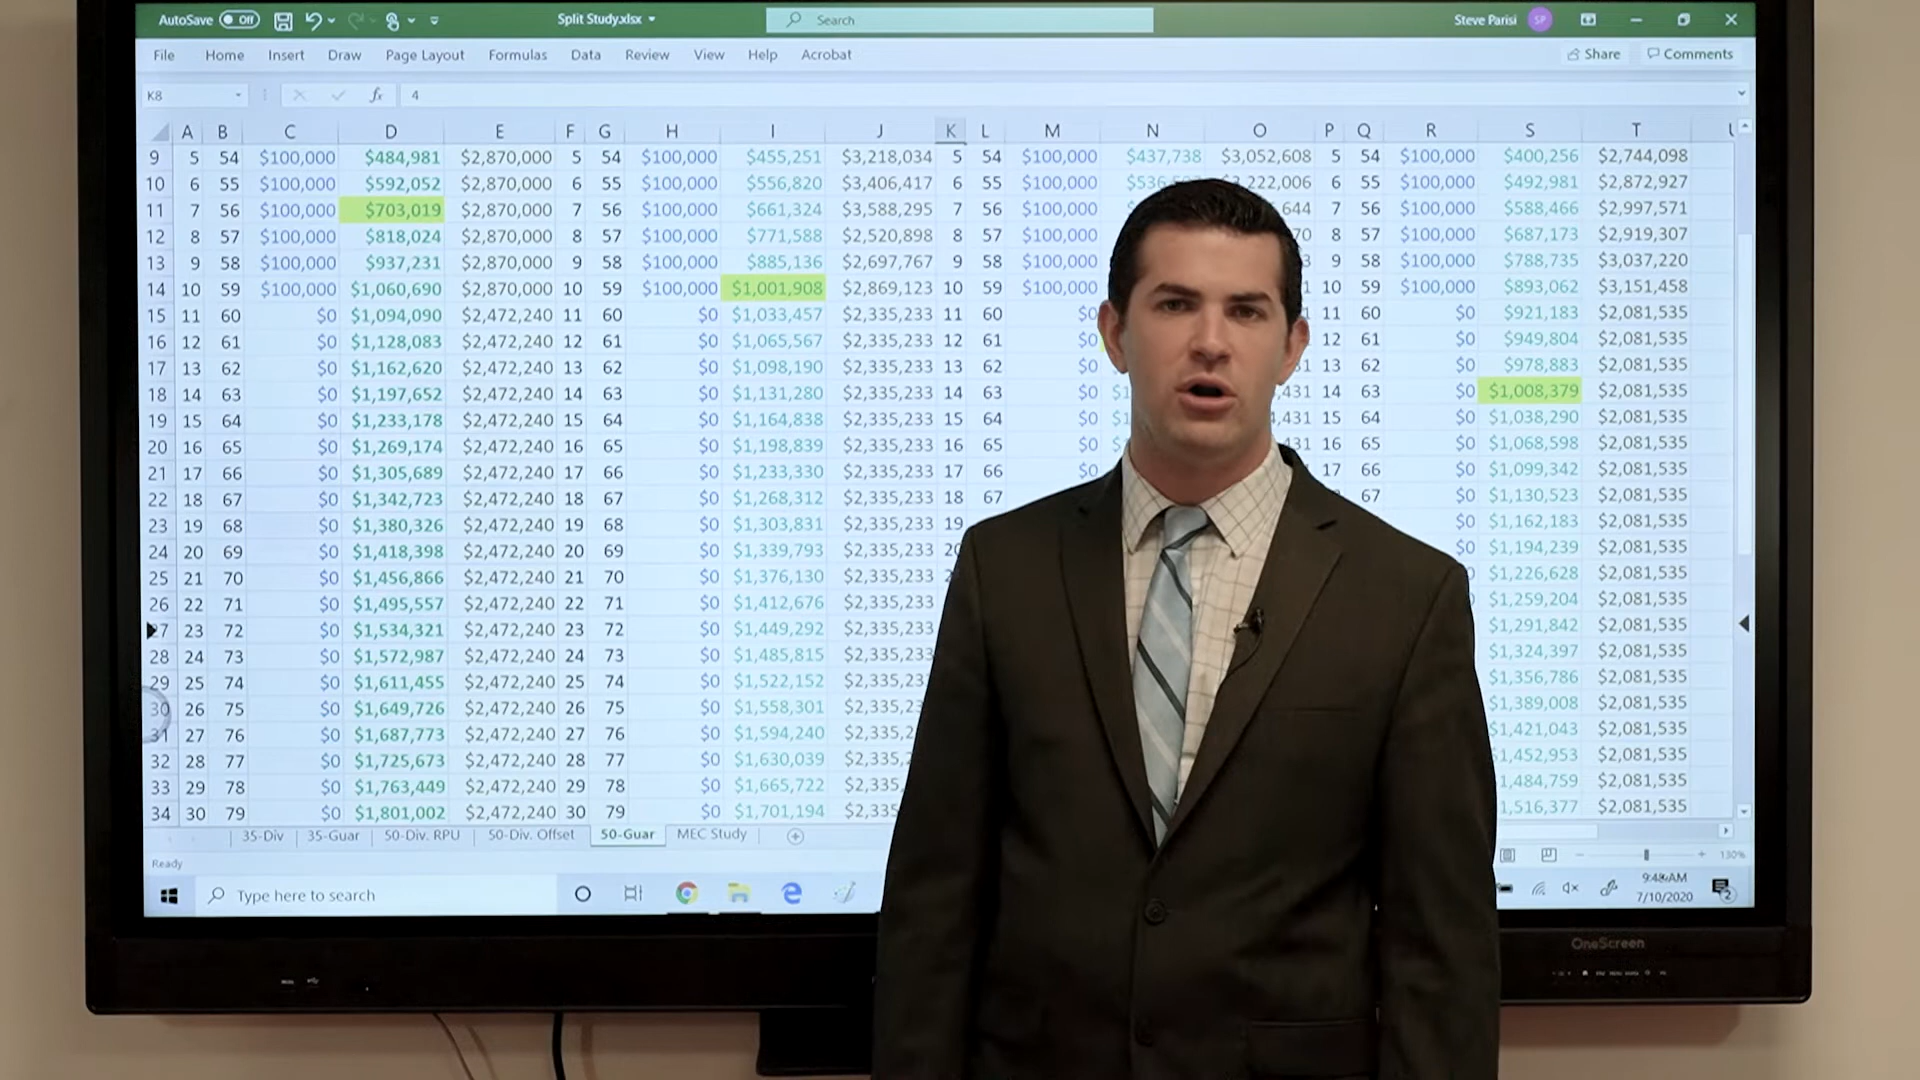 AutoSave Off Split Study.xlsx Search Steve Parisi SP
File Home Insert Draw Page Layout Formulas Data Review View Help Acrobat Share Comments
K8 fx 4
A B C D E F G H I J K L M N O P Q R S T
9 5 54 $100,000 $484,981 $2,870,000 5 54 $100,000 $455,251 $3,218,034 5 54 $100,000 $437,738 $3,052,608 5 54 $100,000 $400,256 $2,744,098
10 6 55 $100,000 $592,052 $2,870,000 6 55 $100,000 $556,820 $3,406,417 6 55 $100,000 6 55 $100,000 $492,981 $2,872,927
11 7 56 $100,000 $703,019 $2,870,000 7 56 $100,000 $661,324 $3,588,295 7 56 $100,000 7 56 $100,000 $588,466 $2,997,571
12 8 57 $100,000 $818,024 $2,870,000 8 57 $100,000 $771,588 $2,520,898 8 57 $100,000 8 57 $100,000 $687,173 $2,919,307
13 9 58 $100,000 $937,231 $2,870,000 9 58 $100,000 $885,136 $2,697,767 9 58 $100,000 9 58 $100,000 $788,735 $3,037,220
14 10 59 $100,000 $1,060,690 $2,870,000 10 59 $100,000 $1,001,908 $2,869,123 10 59 $100,000 10 59 $100,000 $893,062 $3,151,458
15 11 60 $0 $1,094,090 $2,472,240 11 60 $0 $1,033,457 $2,335,233 11 60 $0 11 60 $0 $921,183 $2,081,535
16 12 61 $0 $1,128,083 $2,472,240 12 61 $0 $1,065,567 $2,335,233 12 61 $0 12 61 $0 $949,804 $2,081,535
17 13 62 $0 $1,162,620 $2,472,240 13 62 $0 $1,098,190 $2,335,233 13 62 $0 13 62 $0 $978,883 $2,081,535
18 14 63 $0 $1,197,652 $2,472,240 14 63 $0 $1,131,280 $2,335,233 14 63 $0 14 63 $0 $1,008,379 $2,081,535
19 15 64 $0 $1,233,178 $2,472,240 15 64 $0 $1,164,838 $2,335,233 15 64 $0 15 64 $0 $1,038,290 $2,081,535
20 16 65 $0 $1,269,174 $2,472,240 16 65 $0 $1,198,839 $2,335,233 16 65 $0 16 65 $0 $1,068,598 $2,081,535
21 17 66 $0 $1,305,689 $2,472,240 17 66 $0 $1,233,330 $2,335,233 17 66 $0 17 66 $0 $1,099,342 $2,081,535
22 18 67 $0 $1,342,723 $2,472,240 18 67 $0 $1,268,312 $2,335,233 18 67 67 $0 $1,130,523 $2,081,535
23 19 68 $0 $1,380,326 $2,472,240 19 68 $0 $1,303,831 $2,335,233 19 $0 $1,162,183 $2,081,535
24 20 69 $0 $1,418,398 $2,472,240 20 69 $0 $1,339,793 $2,335,233 $0 $1,194,239 $2,081,535
25 21 70 $0 $1,456,866 $2,472,240 21 70 $0 $1,376,130 $2,335,233 $1,226,628 $2,081,535
26 22 71 $0 $1,495,557 $2,472,240 22 71 $0 $1,412,676 $2,335,233 $1,259,204 $2,081,535
27 23 72 $0 $1,534,321 $2,472,240 23 72 $0 $1,449,292 $2,335,233 $1,291,842 $2,081,535
28 24 73 $0 $1,572,987 $2,472,240 24 73 $0 $1,485,815 $2,335,233 $1,324,397 $2,081,535
29 25 74 $0 $1,611,455 $2,472,240 25 74 $0 $1,522,152 $1,356,786 $2,081,535
30 26 75 $0 $1,649,726 $2,472,240 26 75 $0 $1,558,301 $1,389,008 $2,081,535
31 27 76 $0 $1,687,773 $2,472,240 27 76 $0 $1,594,240 $1,421,043 $2,081,535
32 28 77 $0 $1,725,673 $2,472,240 28 77 $0 $1,630,039 $1,452,953 $2,081,535
33 29 78 $0 $1,763,449 $2,472,240 29 78 $0 $1,665,722 $1,484,759 $2,081,535
34 30 79 $0 $1,801,002 $2,472,240 30 79 $0 $1,701,194 $1,516,377 $2,081,535
35-Div 35-Guar 50-Div. RPU 50-Div. Offset 50-Guar MEC Study
Ready 130%
Type here to search 9:48 AM
7/10/2020 2
OneScreen